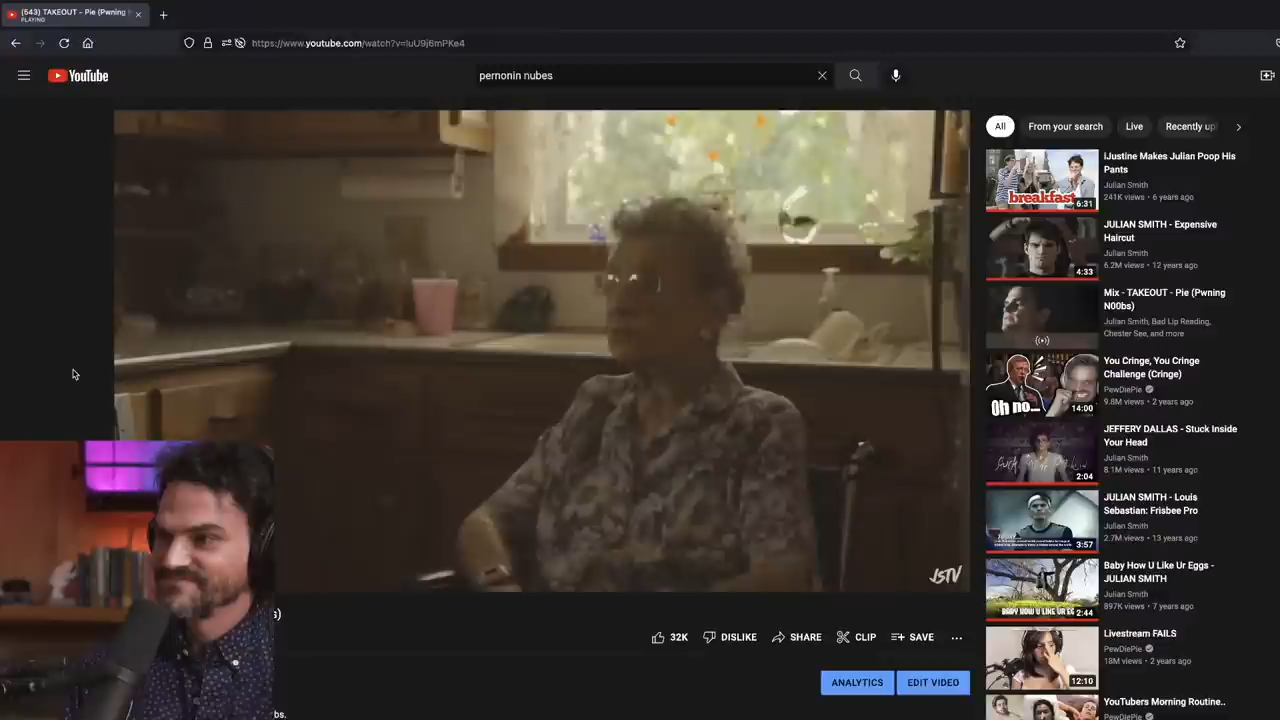 (543) TAKEOUT - Pie (Pwning
PLAYING
https://www.youtube.com/watch?v=IuU9j6mPKe4
YouTube
pernonin nubes
All
From your search
Live
Recently up
iJustine Makes Julian Poop His
Pants
Julian Smith
241K views • 6 years ago
breakfast
6:31
JULIAN SMITH - Expensive
Haircut
Julian Smith
6.2M views • 12 years ago
4:33
Mix - TAKEOUT - Pie (Pwning
N00bs)
Julian Smith, Bad Lip Reading,
Chester See, and more
You Cringe, You Cringe
Challenge (Cringe)
PewDiePie
9.8M views • 2 years ago
Oh no...
14:00
JEFFERY DALLAS - Stuck Inside
Your Head
Julian Smith
8.1M views • 11 years ago
2:04
JULIAN SMITH - Louis
Sebastian: Frisbee Pro
Julian Smith
2.7M views • 13 years ago
3:57
Baby How U Like Ur Eggs -
JULIAN SMITH
Julian Smith
897K views • 7 years ago
BABY HOW U LIKE UR EG
2:44
Livestream FAILS
PewDiePie
18M views • 2 years ago
12:10
YouTubers Morning Routine..
PewDiePie
JSTV
s)
32K
DISLIKE
SHARE
CLIP
SAVE
ANALYTICS
EDIT VIDEO
bs.